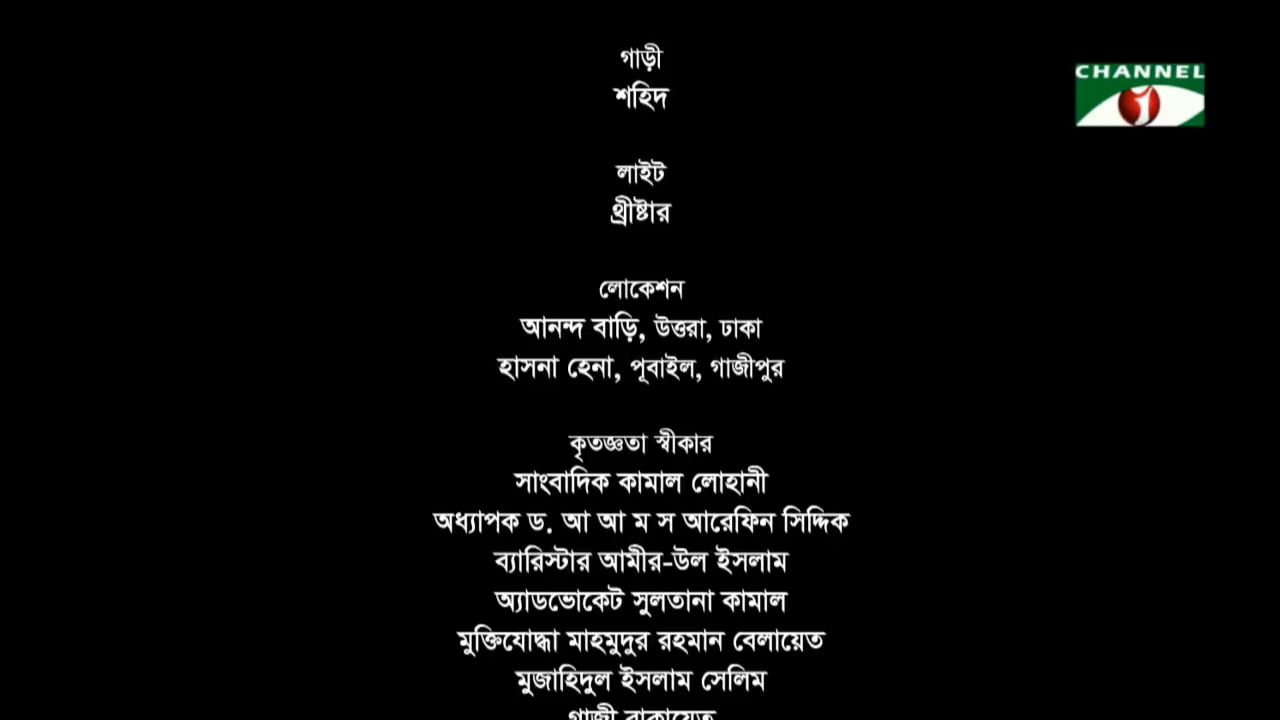 গাড়ী
শহিদ
CHANNEL
লাইট
থ্রীষ্টার
লোকেশন
আনন্দ বাড়ি, উত্তরা, ঢাকা
হাসনা হেনা, পূবাইল, গাজীপুর
কৃতজ্ঞতা স্বীকার
সাংবাদিক কামাল লোহানী
অধ্যাপক ড. আ আ ম স আরেফিন সিদ্দিক
ব্যারিস্টার আমীর-উল ইসলাম
অ্যাডভোকেট সুলতানা কামাল
মুক্তিযোদ্ধা মাহমুদুর রহমান বেলায়েত
মুজাহিদুল ইসলাম সেলিম
গাজী রাকায়েত